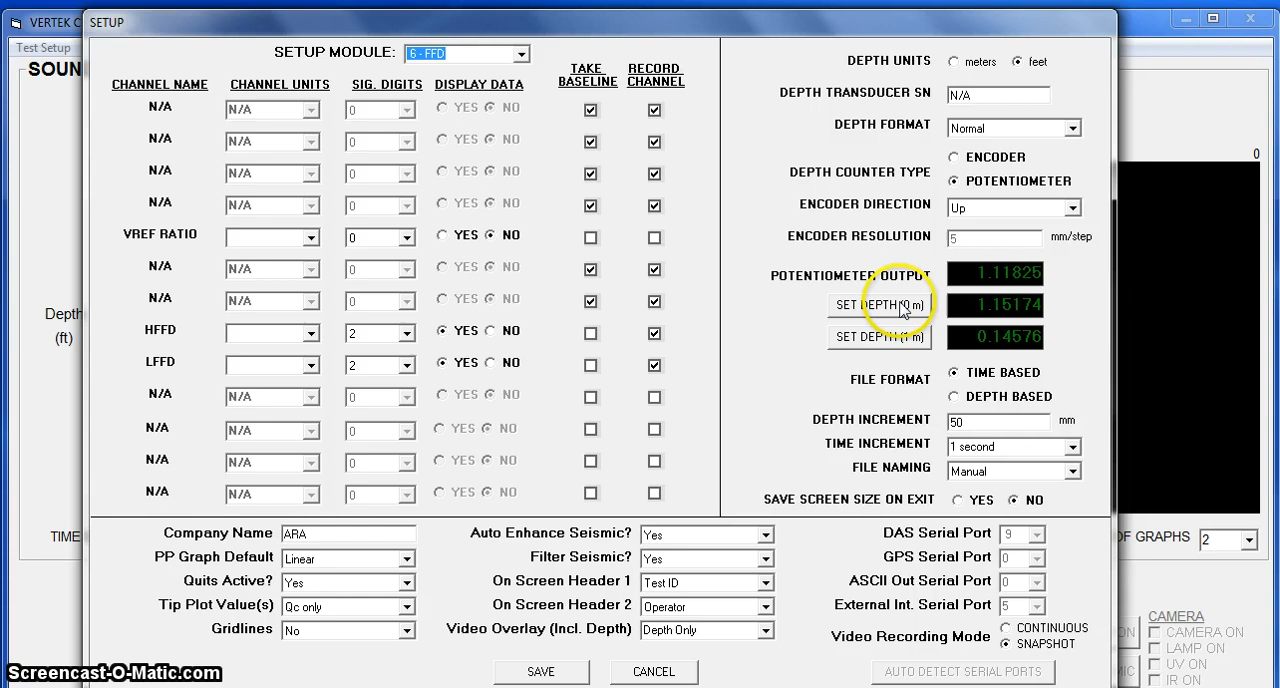 VERTEK C
SETUP
Test Setup
SOUN
SETUP MODULE: 6 - FFD
CHANNEL NAME CHANNEL UNITS SIG. DIGITS DISPLAY DATA TAKE BASELINE RECORD CHANNEL
N/A N/A 0 YES NO
N/A N/A 0 YES NO
N/A N/A 0 YES NO
N/A N/A 0 YES NO
VREF RATIO 0 YES NO
N/A N/A 0 YES NO
N/A N/A 0 YES NO
HFFD 2 YES NO
LFFD 2 YES NO
N/A N/A 0 YES NO
N/A N/A 0 YES NO
N/A N/A 0 YES NO
N/A N/A 0 YES NO
Depth
(ft)
TIME
DEPTH UNITS meters feet
DEPTH TRANSDUCER SN N/A
DEPTH FORMAT Normal
DEPTH COUNTER TYPE ENCODER
POTENTIOMETER
ENCODER DIRECTION Up
ENCODER RESOLUTION 5 mm/step
POTENTIOMETER OUTPUT 1.11825
SET DEPTH (0 m) 1.15174
SET DEPTH (1 m) 0.14576
FILE FORMAT TIME BASED
DEPTH BASED
DEPTH INCREMENT 50 mm
TIME INCREMENT 1 second
FILE NAMING Manual
SAVE SCREEN SIZE ON EXIT YES NO
0
OF GRAPHS 2
Company Name ARA
PP Graph Default Linear
Quits Active? Yes
Tip Plot Value(s) Qc only
Gridlines No
Auto Enhance Seismic? Yes
Filter Seismic? Yes
On Screen Header 1 Test ID
On Screen Header 2 Operator
Video Overlay (Incl. Depth) Depth Only
DAS Serial Port 9
GPS Serial Port 0
ASCII Out Serial Port 0
External Int. Serial Port 5
Video Recording Mode CONTINUOUS
SNAPSHOT
SAVE CANCEL AUTO DETECT SERIAL PORTS
ON
MIC
CAMERA
CAMERA ON
LAMP ON
UV ON
IR ON
Screencast-O-Matic.com